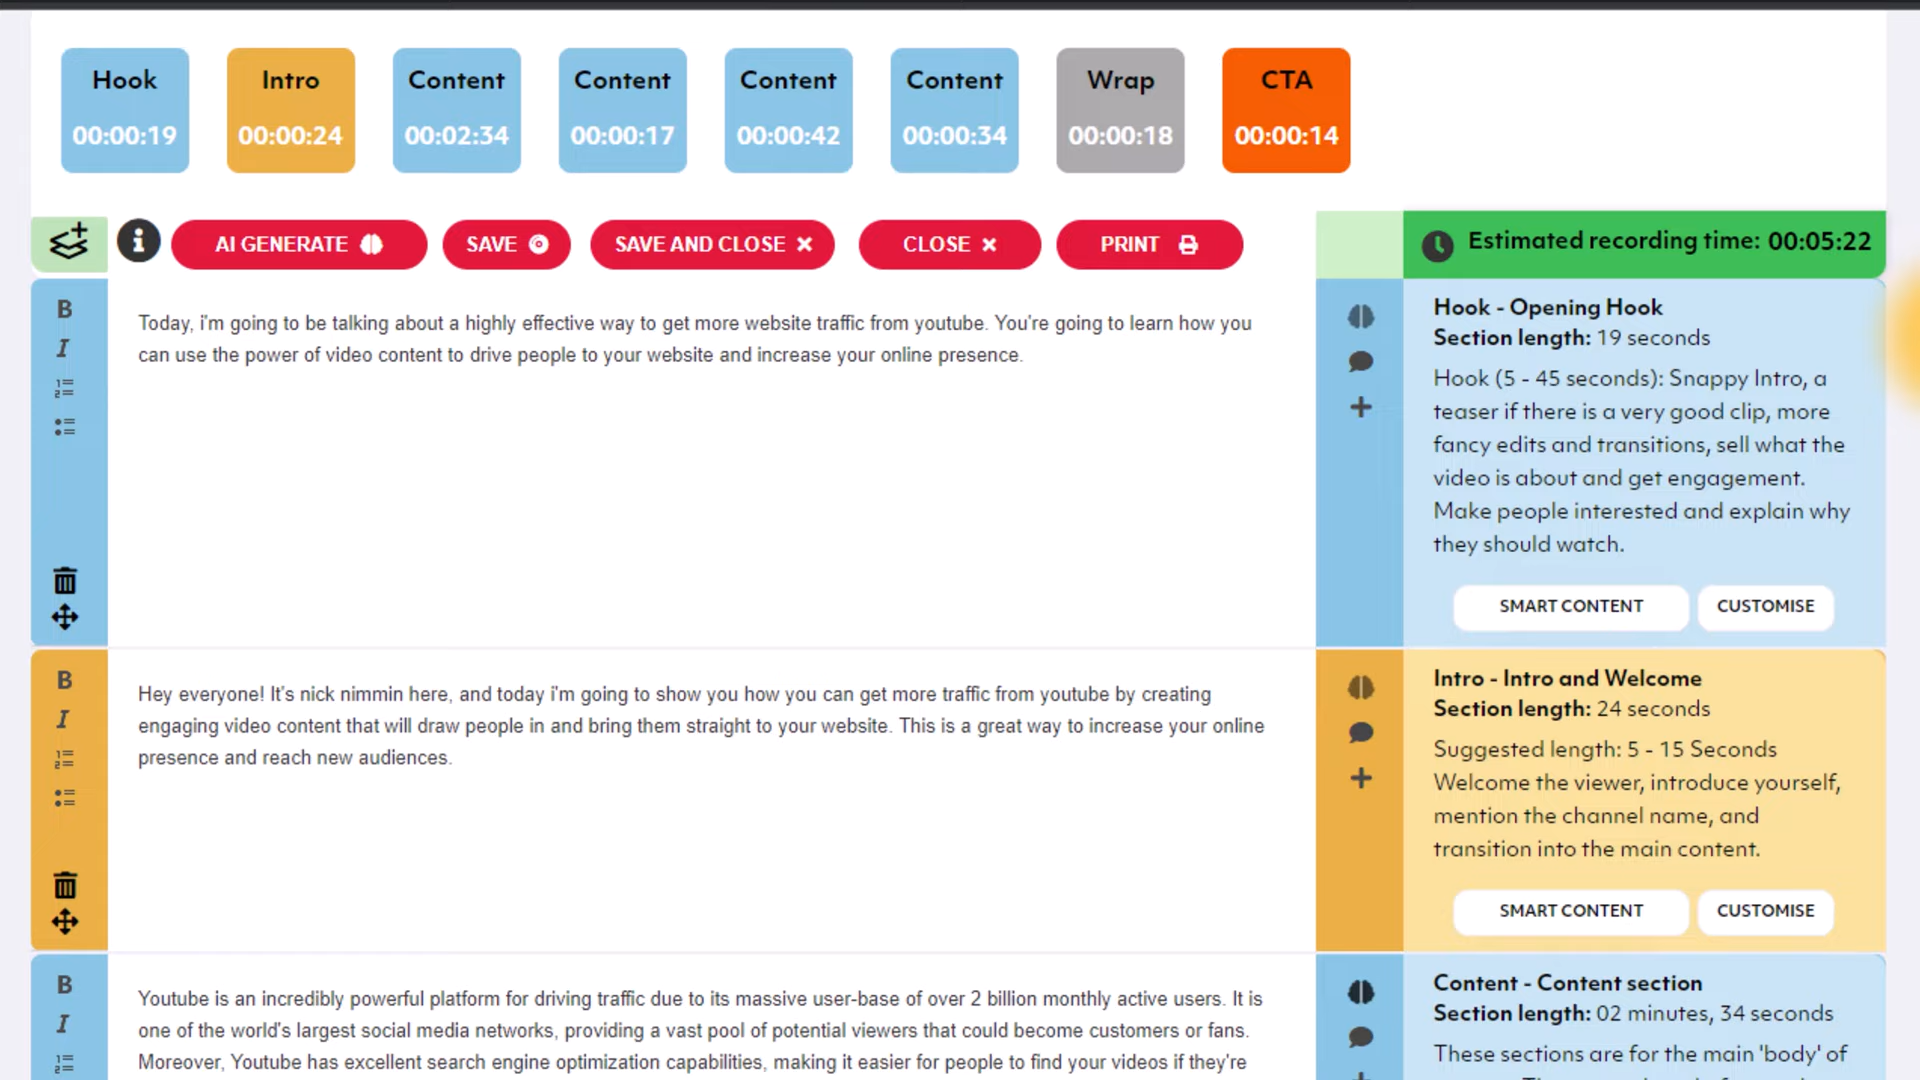 Hook
00:00:19
Intro
00:00:24
Content
00:02:34
Content
00:00:17
Content
00:00:42
Content
00:00:34
Wrap
00:00:18
CTA
00:00:14
AI GENERATE
SAVE
SAVE AND CLOSE
CLOSE
PRINT
Estimated recording time: 00:05:22
B
I
Today, i'm going to be talking about a highly effective way to get more website traffic from youtube. You're going to learn how you
can use the power of video content to drive people to your website and increase your online presence.
Hook - Opening Hook
Section length: 19 seconds
Hook (5 - 45 seconds): Snappy Intro, a
teaser if there is a very good clip, more
fancy edits and transitions, sell what the
video is about and get engagement.
Make people interested and explain why
they should watch.
SMART CONTENT
CUSTOMISE
B
I
Hey everyone! It's nick nimmin here, and today i'm going to show you how you can get more traffic from youtube by creating
engaging video content that will draw people in and bring them straight to your website. This is a great way to increase your online
presence and reach new audiences.
Intro - Intro and Welcome
Section length: 24 seconds
Suggested length: 5 - 15 Seconds
Welcome the viewer, introduce yourself,
mention the channel name, and
transition into the main content.
SMART CONTENT
CUSTOMISE
B
I
Youtube is an incredibly powerful platform for driving traffic due to its massive user-base of over 2 billion monthly active users. It is
one of the world's largest social media networks, providing a vast pool of potential viewers that could become customers or fans.
Moreover, Youtube has excellent search engine optimization capabilities, making it easier for people to find your videos if they're
Content - Content section
Section length: 02 minutes, 34 seconds
These sections are for the main 'body' of